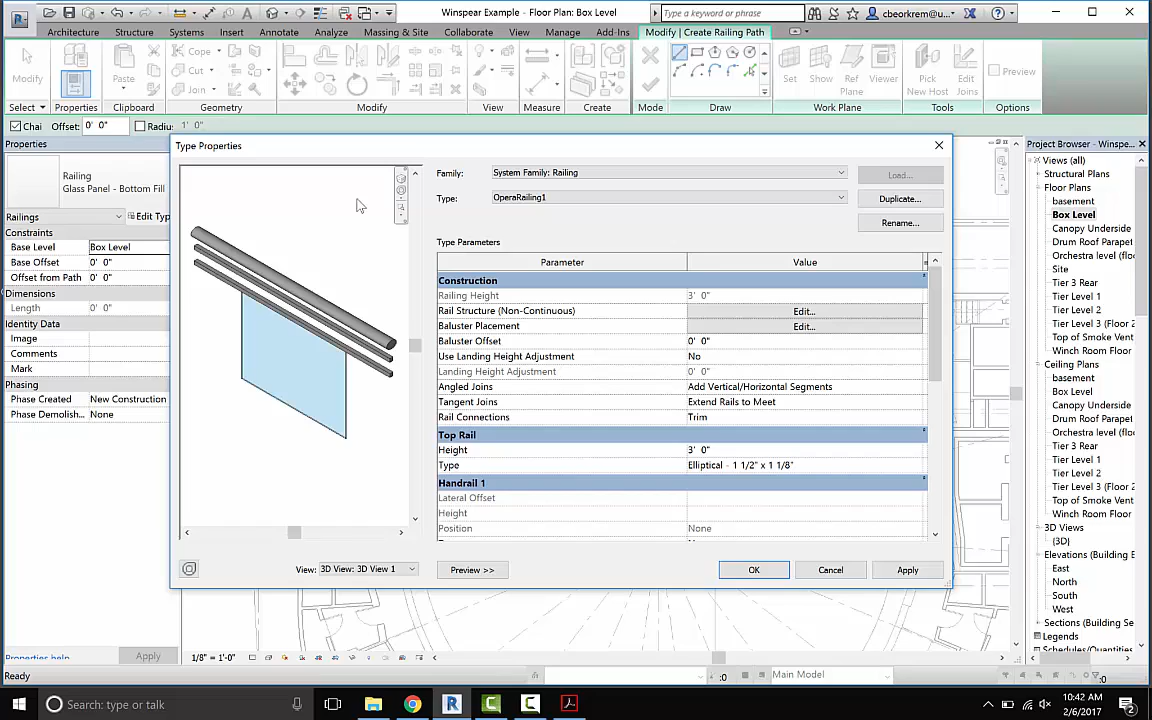 Winspear Example - Floor Plan: Box Level
Type a keyword or phrase
cbeorkrem@u...
Architecture Structure Systems Insert Annotate Analyze Massing & Site Collaborate View Manage Add-Ins Modify | Create Railing Path
Modify
Paste
Cope
Cut
Join
Set Show Ref Plane Viewer
Pick New Host
Edit Joins
Preview
Select Properties Clipboard Geometry Modify View Measure Create Mode Draw Work Plane Tools Options
Chai Offset: 0' 0" Radiu: 1' 0"
Properties
Railing
Glass Panel - Bottom Fill
Railings
Edit Typ
Constraints
Base Level Box Level
Base Offset 0' 0"
Offset from Path 0' 0"
Dimensions
Length 0' 0"
Identity Data
Image
Comments
Mark
Phasing
Phase Created New Construction
Phase Demolish... None
Properties help
Apply
Type Properties
Family: System Family: Railing Load...
Type: OperaRailing1 Duplicate...
Rename...
Type Parameters
Parameter Value
Construction
Railing Height 3' 0"
Rail Structure (Non-Continuous) Edit...
Baluster Placement Edit...
Baluster Offset 0' 0"
Use Landing Height Adjustment No
Landing Height Adjustment 0' 0"
Angled Joins Add Vertical/Horizontal Segments
Tangent Joins Extend Rails to Meet
Rail Connections Trim
Top Rail
Height 3' 0"
Type Elliptical - 1 1/2" x 1 1/8"
Handrail 1
Lateral Offset
Height
Position None
View: 3D View: 3D View 1 Preview >> OK Cancel Apply
Project Browser - Winspe...
Views (all)
Structural Plans
Floor Plans
basement
Box Level
Canopy Underside
Drum Roof Parapet
Orchestra level (floor
Site
Tier 3 Rear
Tier Level 1
Tier Level 2
Tier Level 3 (Floor 2
Top of Smoke Vent
Winch Room Floor
Ceiling Plans
basement
Box Level
Canopy Underside
Drum Roof Parapet
Orchestra level (floor
Tier 3 Rear
Tier Level 1
Tier Level 2
Tier Level 3 (Floor 2
Top of Smoke Vent
Winch Room Floor
3D Views
(3D)
Elevations (Building E
East
North
South
West
Sections (Building Se
Legends
Schedules/Quantities
1/8" = 1'-0"
Ready
:0
Main Model
:0
Type here to search: or talk
10:42 AM
2/6/2017